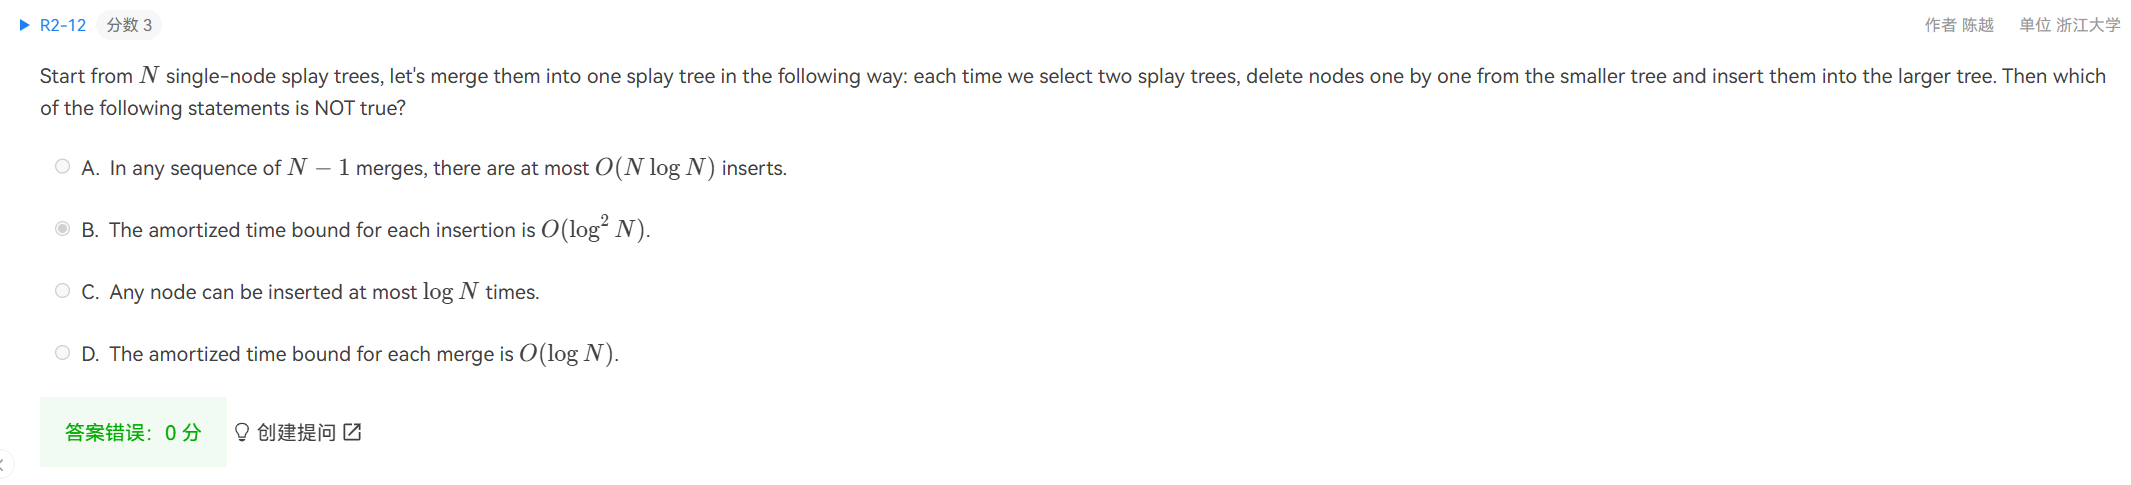 R2-12 分数 3 作者 陈越 单位 浙江大学
Start from N single-node splay trees, let's merge them into one splay tree in the following way: each time we select two splay trees, delete nodes one by one from the smaller tree and insert them into the larger tree. Then which
of the following statements is NOT true?
A. In any sequence of N − 1 merges, there are at most O(N log N) inserts.
B. The amortized time bound for each insertion is O(log² N).
C. Any node can be inserted at most log N times.
D. The amortized time bound for each merge is O(log N).
答案错误：0 分 创建提问